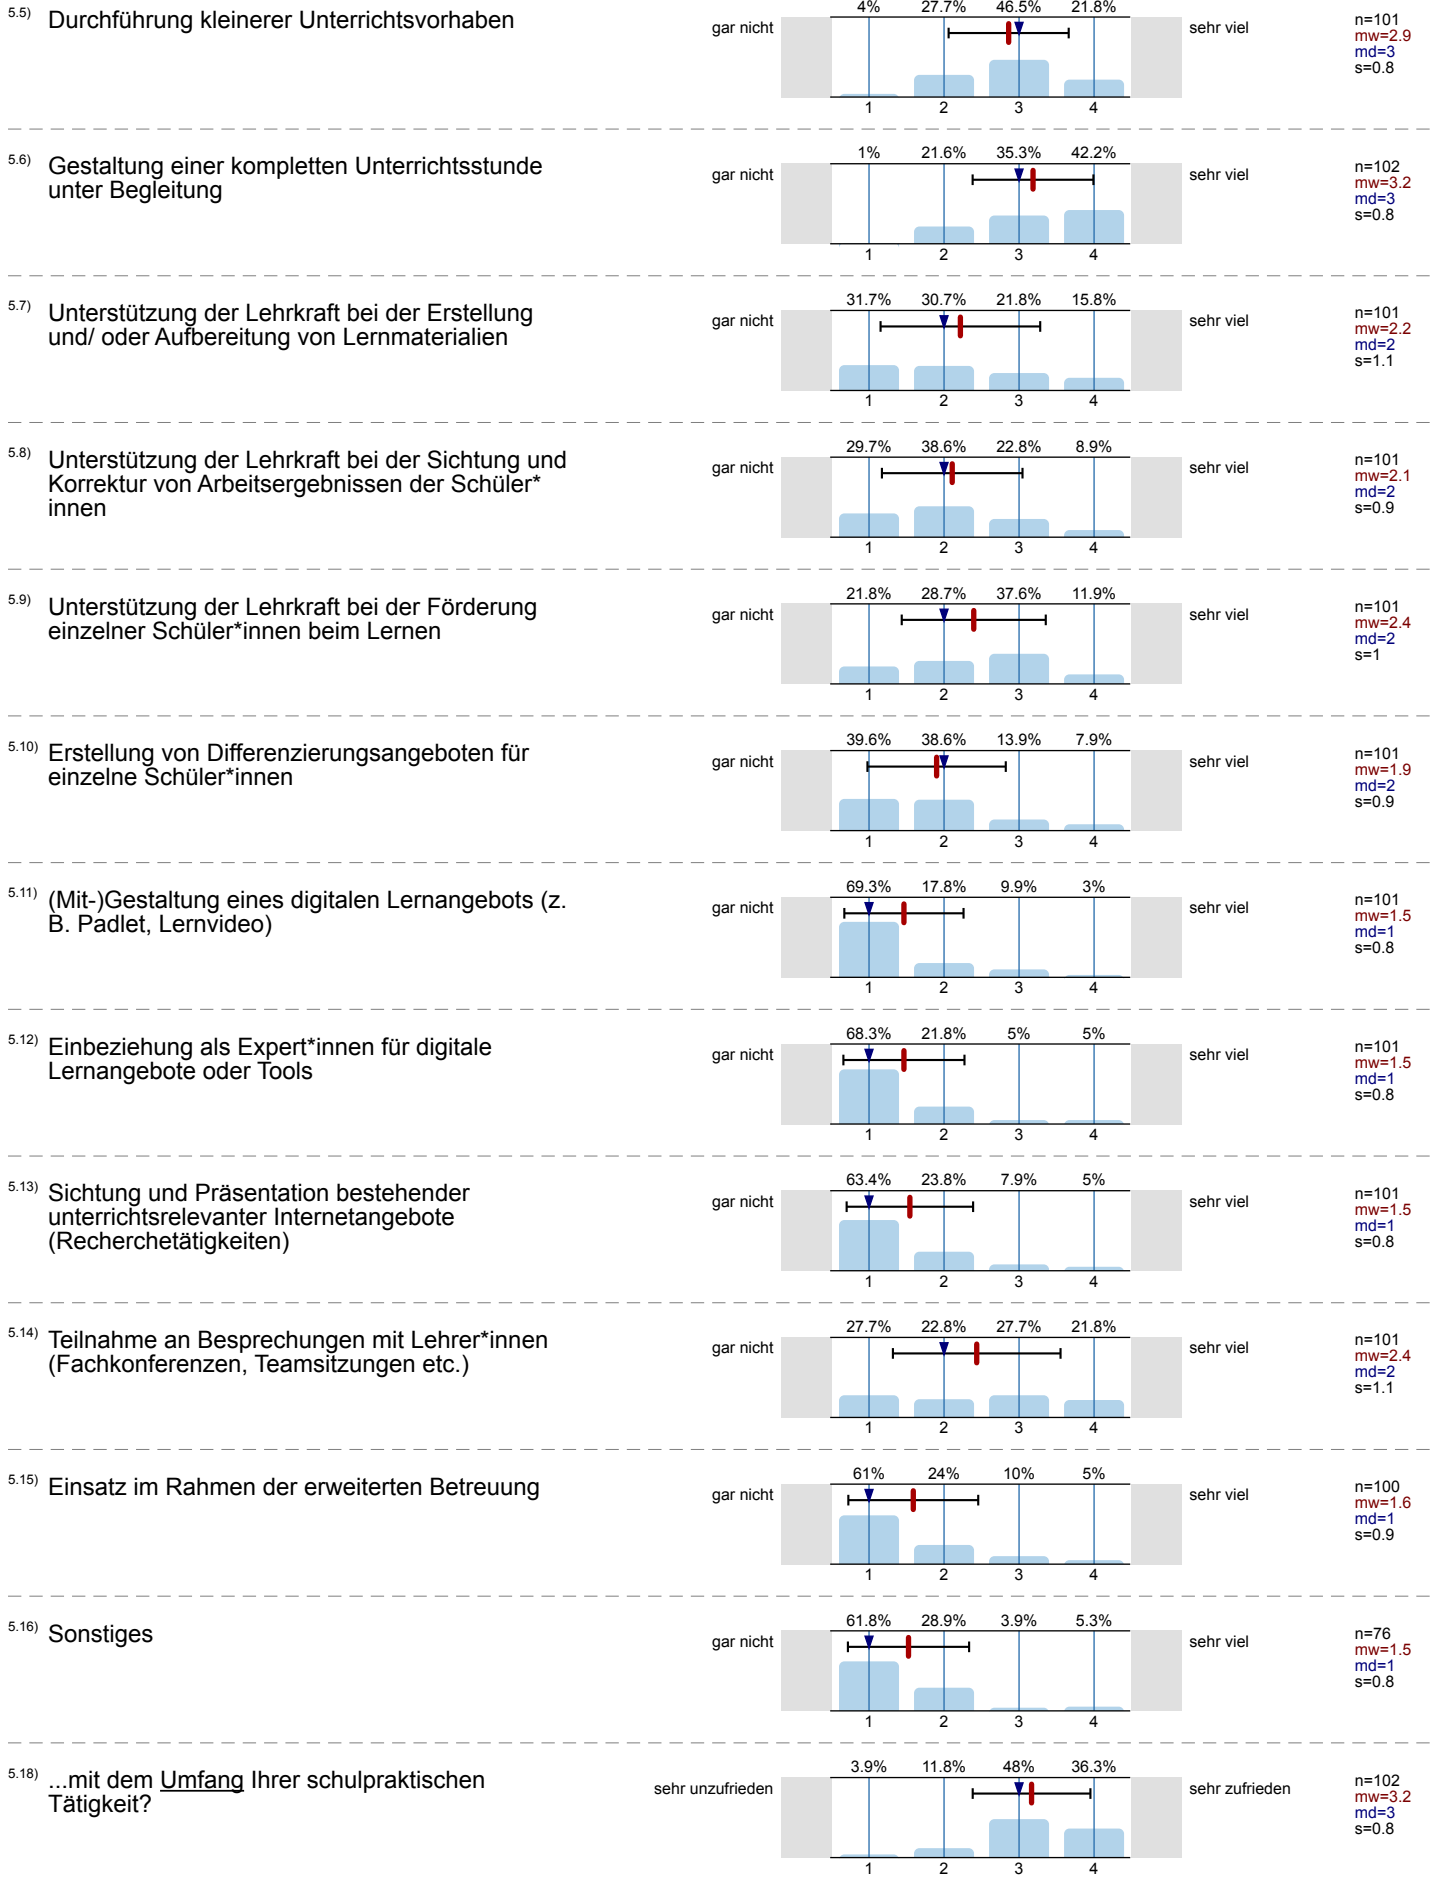 5.5) Durchführung kleinerer Unterrichtsvorhaben
4% 27.7% 46.5% 21.8%
gar nicht
sehr viel
1 2 3 4
n=101
mw=2.9
md=3
s=0.8
5.6) Gestaltung einer kompletten Unterrichtsstunde
unter Begleitung
1% 21.6% 35.3% 42.2%
gar nicht
sehr viel
1 2 3 4
n=102
mw=3.2
md=3
s=0.8
5.7) Unterstützung der Lehrkraft bei der Erstellung
und/ oder Aufbereitung von Lernmaterialien
31.7% 30.7% 21.8% 15.8%
gar nicht
sehr viel
1 2 3 4
n=101
mw=2.2
md=2
s=1.1
5.8) Unterstützung der Lehrkraft bei der Sichtung und
Korrektur von Arbeitsergebnissen der Schüler*
innen
29.7% 38.6% 22.8% 8.9%
gar nicht
sehr viel
1 2 3 4
n=101
mw=2.1
md=2
s=0.9
5.9) Unterstützung der Lehrkraft bei der Förderung
einzelner Schüler*innen beim Lernen
21.8% 28.7% 37.6% 11.9%
gar nicht
sehr viel
1 2 3 4
n=101
mw=2.4
md=2
s=1
5.10) Erstellung von Differenzierungsangeboten für
einzelne Schüler*innen
39.6% 38.6% 13.9% 7.9%
gar nicht
sehr viel
1 2 3 4
n=101
mw=1.9
md=2
s=0.9
5.11) (Mit-)Gestaltung eines digitalen Lernangebots (z.
B. Padlet, Lernvideo)
69.3% 17.8% 9.9% 3%
gar nicht
sehr viel
1 2 3 4
n=101
mw=1.5
md=1
s=0.8
5.12) Einbeziehung als Expert*innen für digitale
Lernangebote oder Tools
68.3% 21.8% 5% 5%
gar nicht
sehr viel
1 2 3 4
n=101
mw=1.5
md=1
s=0.8
5.13) Sichtung und Präsentation bestehender
unterrichtsrelevanter Internetangebote
(Recherchetätigkeiten)
63.4% 23.8% 7.9% 5%
gar nicht
sehr viel
1 2 3 4
n=101
mw=1.5
md=1
s=0.8
5.14) Teilnahme an Besprechungen mit Lehrer*innen
(Fachkonferenzen, Teamsitzungen etc.)
27.7% 22.8% 27.7% 21.8%
gar nicht
sehr viel
1 2 3 4
n=101
mw=2.4
md=2
s=1.1
5.15) Einsatz im Rahmen der erweiterten Betreuung
61% 24% 10% 5%
gar nicht
sehr viel
1 2 3 4
n=100
mw=1.6
md=1
s=0.9
5.16) Sonstiges
61.8% 28.9% 3.9% 5.3%
gar nicht
sehr viel
1 2 3 4
n=76
mw=1.5
md=1
s=0.8
5.18) ...mit dem Umfang Ihrer schulpraktischen
Tätigkeit?
3.9% 11.8% 48% 36.3%
sehr unzufrieden
sehr zufrieden
1 2 3 4
n=102
mw=3.2
md=3
s=0.8